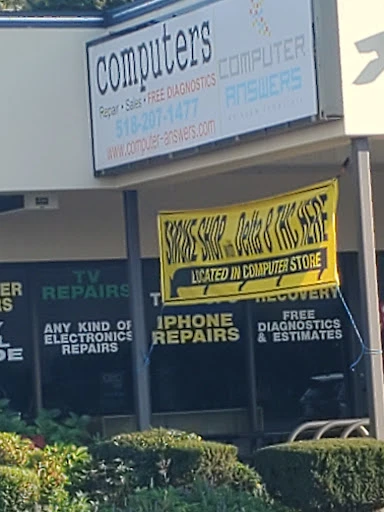 computers
Repair • Sales • FREE DIAGNOSTICS
518-207-1477
www.computer-answers.com
COMPUTER
ANSWERS
SMOKE SHOP with Delta 8 THC HERE
LOCATED IN COMPUTER STORE
TV
REPAIRS
ANY KIND OF
ELECTRONICS
REPAIRS
IPHONE
REPAIRS
RECOVERY
FREE
DIAGNOSTICS
& ESTIMATES